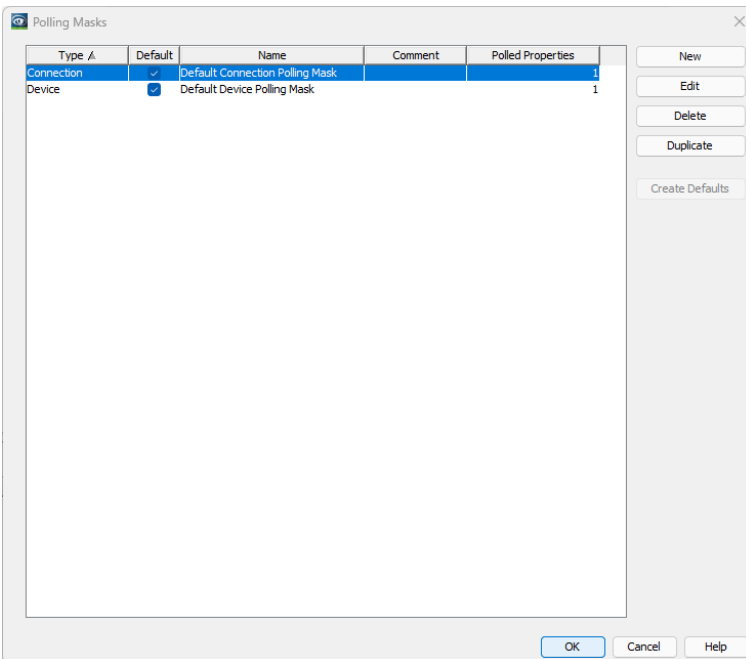 Polling Masks
Type Default Name Comment Polled Properties
Connection Default Connection Polling Mask 1
Device Default Device Polling Mask 1
New
Edit
Delete
Duplicate
Create Defaults
OK Cancel Help